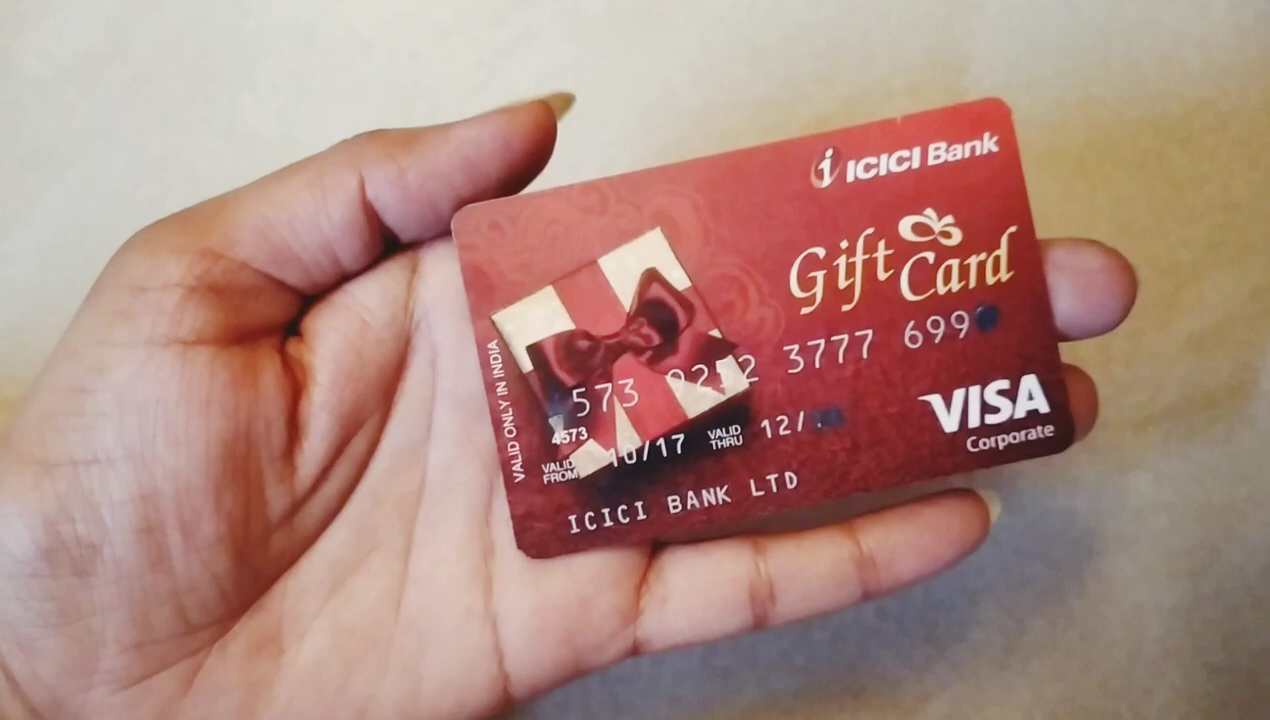 ICICI Bank
Gift Card
VALID ONLY IN INDIA
573 3777 699
4573
VALID FROM 10/17 VALID THRU 12/
VISA
Corporate
ICICI BANK LTD